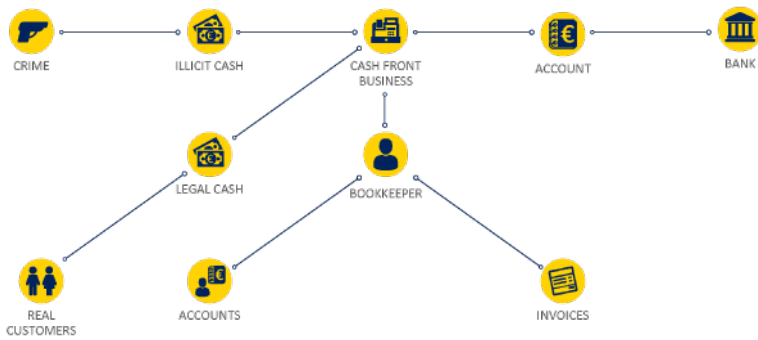 CRIME
ILLICIT CASH
CASH FRONT
BUSINESS
ACCOUNT
BANK
LEGAL CASH
BOOKKEEPER
REAL
CUSTOMERS
ACCOUNTS
INVOICES